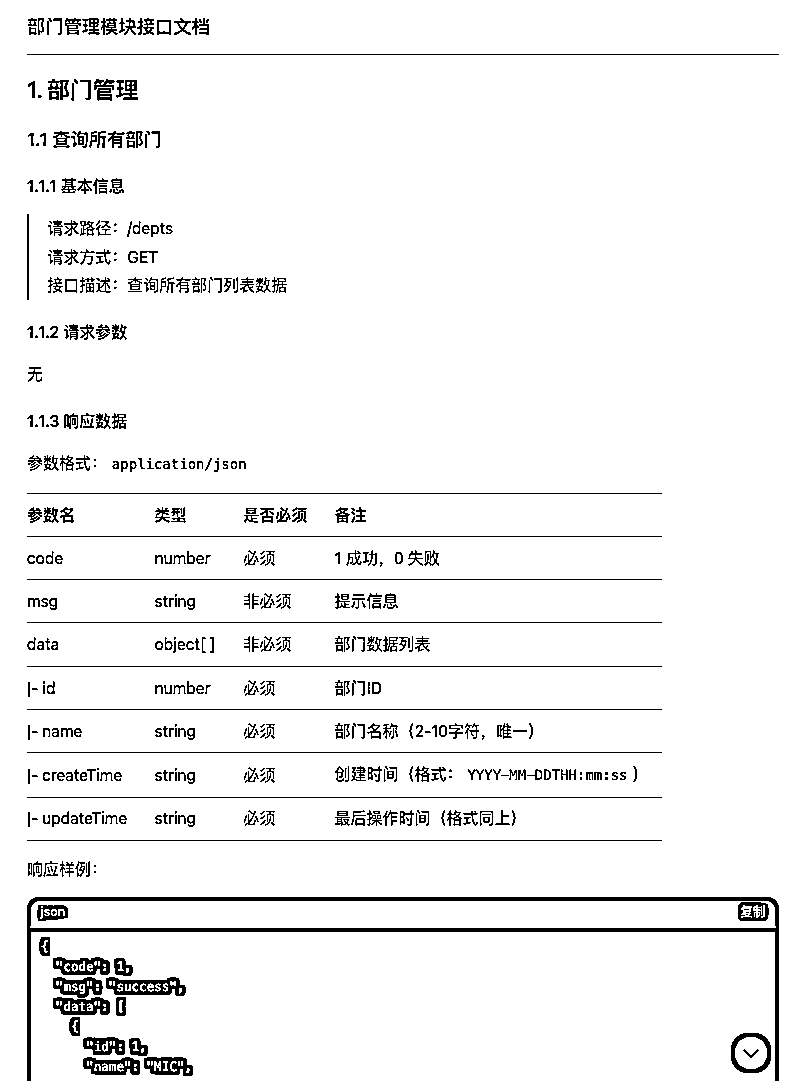 部门管理模块接口文档
1. 部门管理
1.1 查询所有部门
1.1.1 基本信息
请求路径：/depts
请求方式：GET
接口描述：查询所有部门列表数据
1.1.2 请求参数
无
1.1.3 响应数据
参数格式： application/json
参数名 类型 是否必须 备注
code number 必须 1 成功，0 失败
msg string 非必须 提示信息
data object[] 非必须 部门数据列表
|- id number 必须 部门ID
|- name string 必须 部门名称（2-10字符，唯一）
|- createTime string 必须 创建时间（格式： YYYY-MM-DDTHH:mm:ss ）
|- updateTime string 必须 最后操作时间（格式同上）
响应样例：
json 复制
{
"code": 1,
"msg": "success",
"data": [
{
"id": 1,
"name": "MIC",